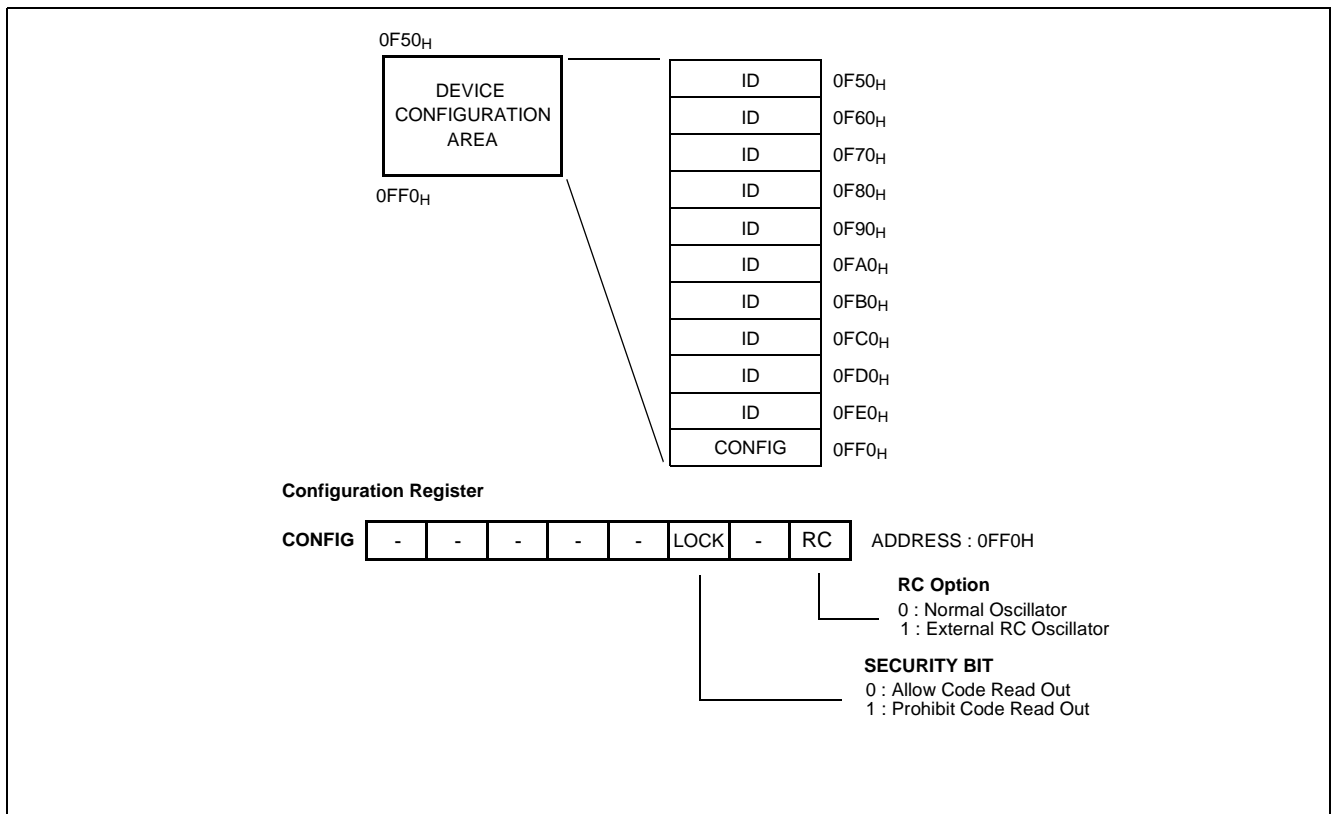 0F50H
DEVICE
CONFIGURATION
AREA
0FF0H
ID 0F50H
ID 0F60H
ID 0F70H
ID 0F80H
ID 0F90H
ID 0FA0H
ID 0FB0H
ID 0FC0H
ID 0FD0H
ID 0FE0H
CONFIG 0FF0H
Configuration Register
CONFIG - - - - - LOCK - RC ADDRESS : 0FF0H
RC Option
0 : Normal Oscillator
1 : External RC Oscillator
SECURITY BIT
0 : Allow Code Read Out
1 : Prohibit Code Read Out